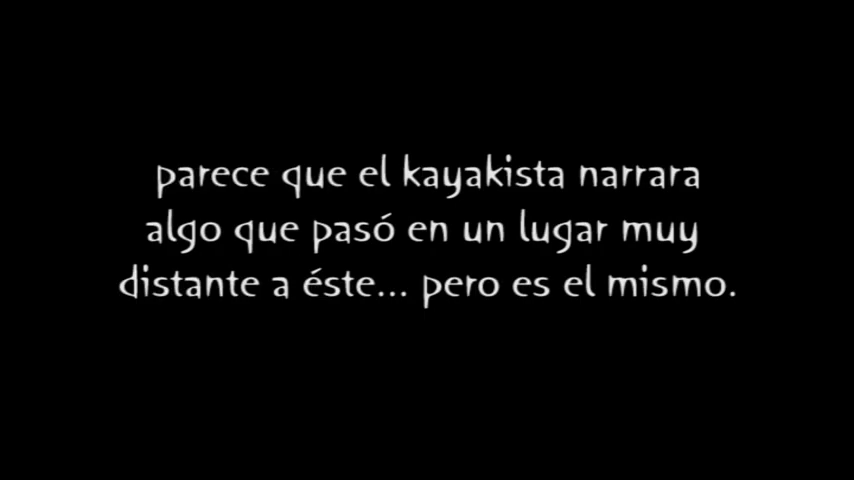 parece que el kayakista narrara
algo que pasó en un lugar muy
distante a éste... pero es el mismo.